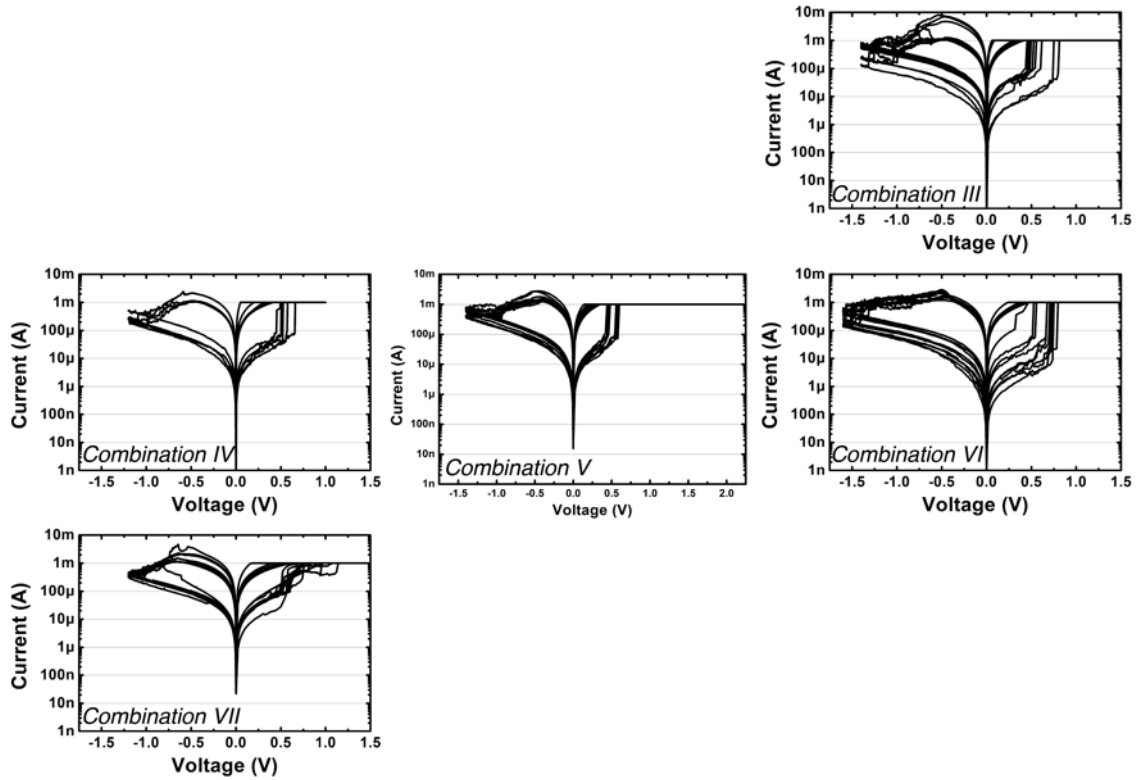 10m
1m
100µ
10µ
1µ
100n
10n
1n
Current (A)
Combination III
-1.5 -1.0 -0.5 0.0 0.5 1.0 1.5
Voltage (V)
10m
1m
100µ
10µ
1µ
100n
10n
1n
Current (A)
Combination IV
-1.5 -1.0 -0.5 0.0 0.5 1.0 1.5
Voltage (V)
10m
1m
100µ
10µ
1µ
100n
10n
1n
Current (A)
Combination V
-1.5 -1.0 -0.5 0.0 0.5 1.0 1.5 2.0
Voltage (V)
10m
1m
100µ
10µ
1µ
100n
10n
1n
Current (A)
Combination VI
-1.5 -1.0 -0.5 0.0 0.5 1.0 1.5
Voltage (V)
10m
1m
100µ
10µ
1µ
100n
10n
1n
Current (A)
Combination VII
-1.5 -1.0 -0.5 0.0 0.5 1.0 1.5
Voltage (V)